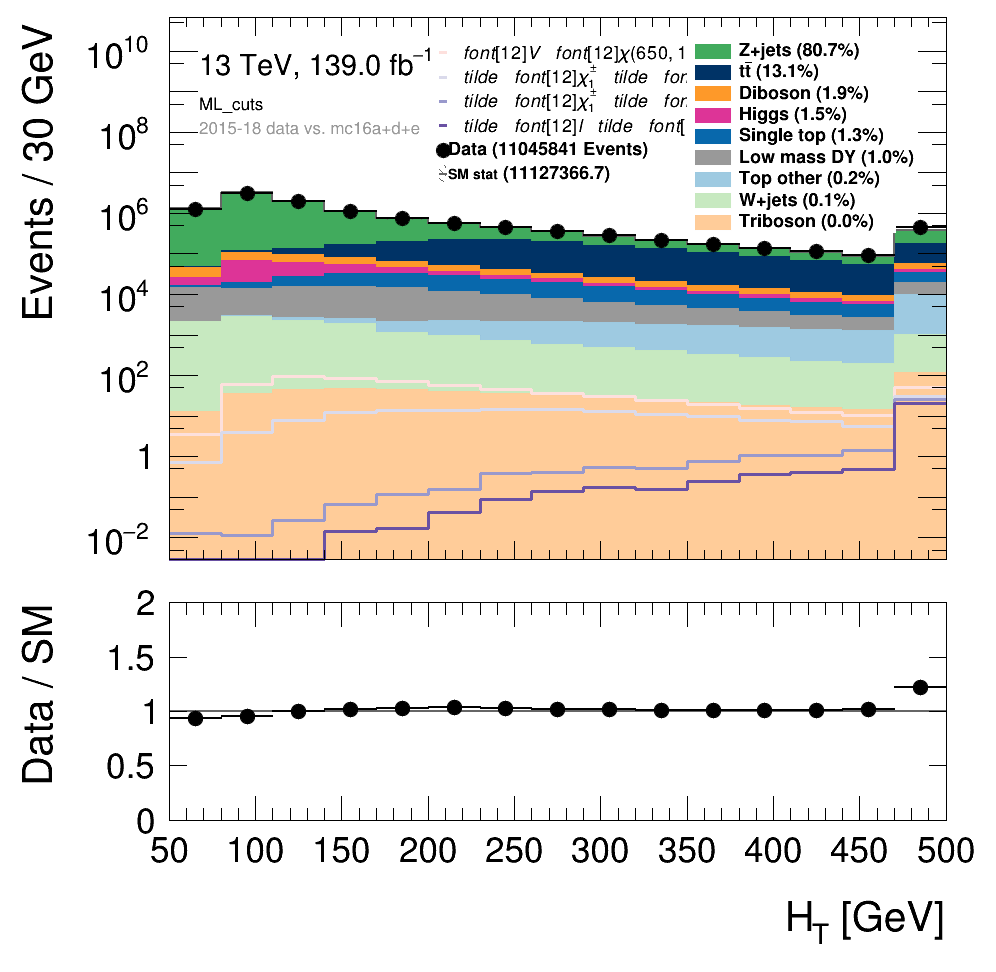 Events / 30 GeV
10¹⁰
10⁸
10⁶
10⁴
10²
1
10⁻²
13 TeV, 139.0 fb⁻¹
ML_cuts
2015-18 data vs. mc16a+d+e
font[12]V font[12]χ(650, 1
tilde font[12]χ₁± tilde for
tilde font[12]χ₁± tilde for
tilde font[12]l tilde font[
Data (11045841 Events)
SM stat (11127366.7)
Z+jets (80.7%)
tt̄ (13.1%)
Diboson (1.9%)
Higgs (1.5%)
Single top (1.3%)
Low mass DY (1.0%)
Top other (0.2%)
W+jets (0.1%)
Triboson (0.0%)
Data / SM
2
1.5
1
0.5
0
50 100 150 200 250 300 350 400 450 500
H_T [GeV]